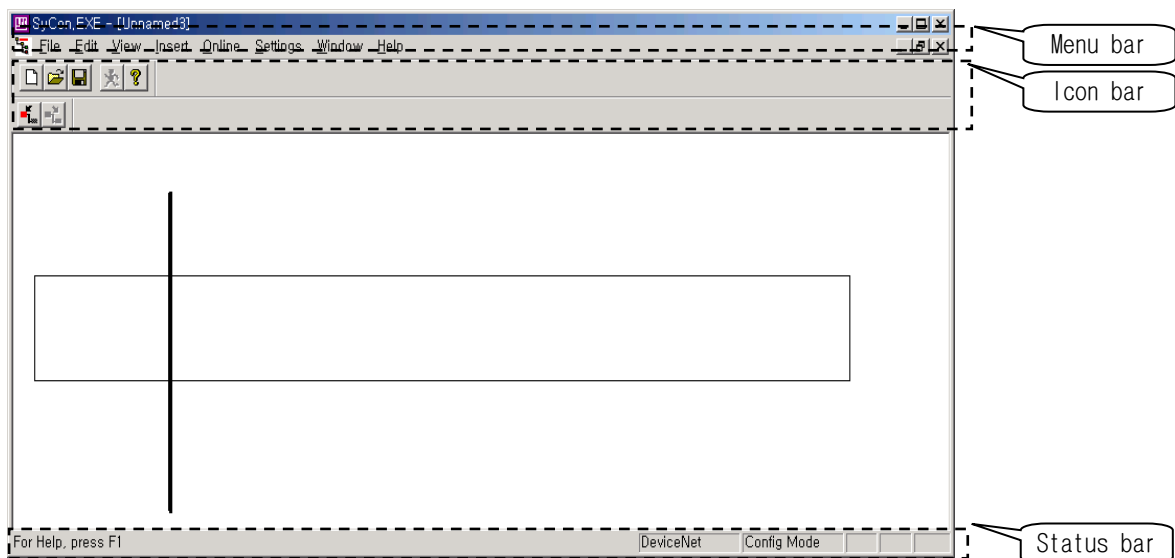 SyCon,EXE - [Unnamed3]
File Edit View Insert Online Settings Window Help
Menu bar
Icon bar
For Help, press F1 DeviceNet Config Mode
Status bar